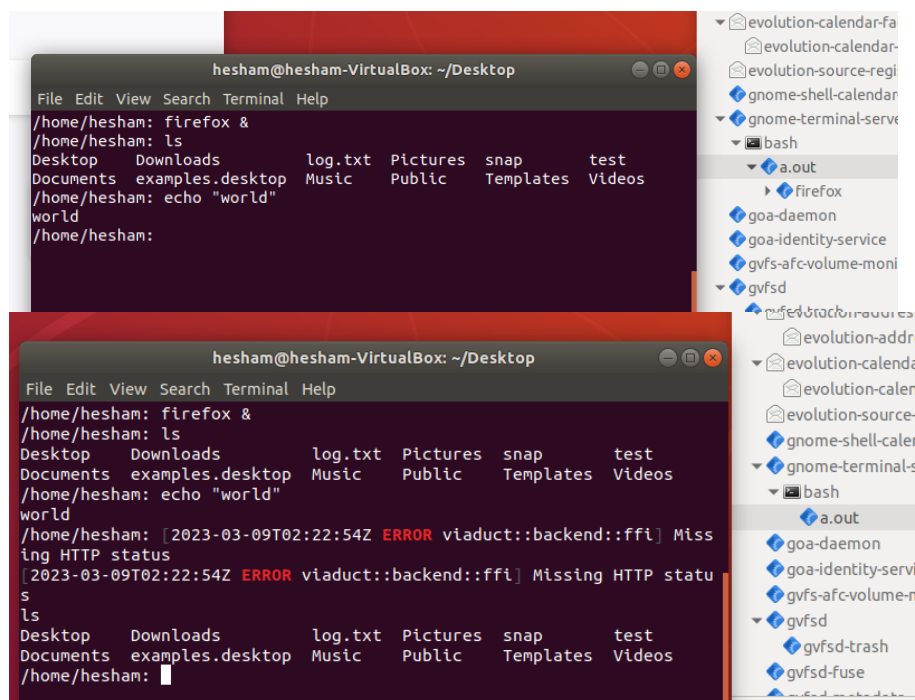 hesham@hesham-VirtualBox: ~/Desktop
File Edit View Search Terminal Help
/home/hesham: firefox &
/home/hesham: ls
Desktop Downloads log.txt Pictures snap test
Documents examples.desktop Music Public Templates Videos
/home/hesham: echo "world"
world
/home/hesham:
evolution-calendar-fa
evolution-calendar-
evolution-source-regi
gnome-shell-calendar
gnome-terminal-serve
bash
a.out
firefox
goa-daemon
goa-identity-service
gvfs-afc-volume-moni
gvfsd
hesham@hesham-VirtualBox: ~/Desktop
File Edit View Search Terminal Help
/home/hesham: firefox &
/home/hesham: ls
Desktop Downloads log.txt Pictures snap test
Documents examples.desktop Music Public Templates Videos
/home/hesham: echo "world"
world
/home/hesham: [2023-03-09T02:22:54Z ERROR viaduct::backend::ffi] Miss
ing HTTP status
[2023-03-09T02:22:54Z ERROR viaduct::backend::ffi] Missing HTTP statu
s
ls
Desktop Downloads log.txt Pictures snap test
Documents examples.desktop Music Public Templates Videos
/home/hesham:
evolution-addr
evolution-calenda
evolution-calen
evolution-source-
gnome-shell-caler
gnome-terminal-s
bash
a.out
goa-daemon
goa-identity-servi
gvfs-afc-volume-m
gvfsd
gvfsd-trash
gvfsd-fuse